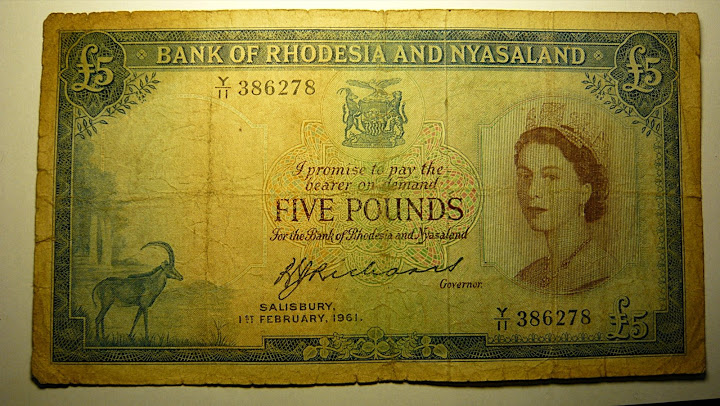 £5 BANK OF RHODESIA AND NYASALAND £5
Y/11 386278
I promise to pay the
bearer on demand
FIVE POUNDS
For the Bank of Rhodesia and Nyasaland
Governor.
SALISBURY,
1ST FEBRUARY, 1961.
Y/11 386278 £5